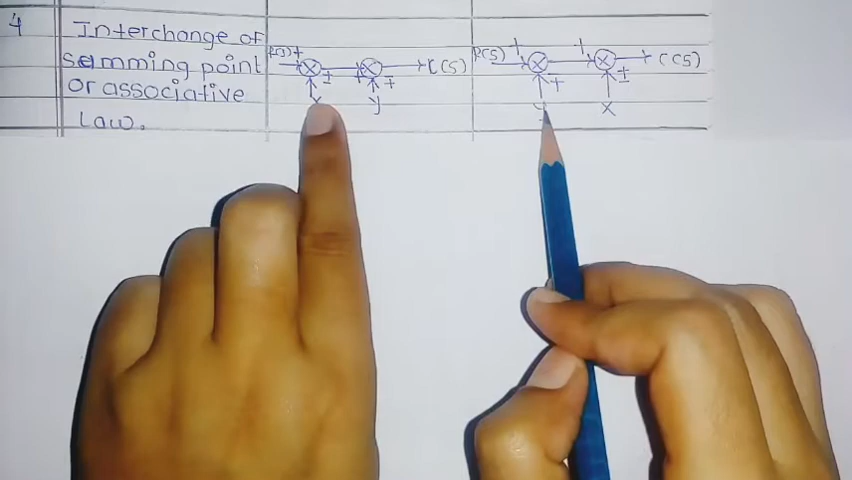 4
Interchange of
summing point
or associative
Law.
R(S) + ± + ∓ C(S)
x y
R(S) + ∓ + ± C(S)
y x